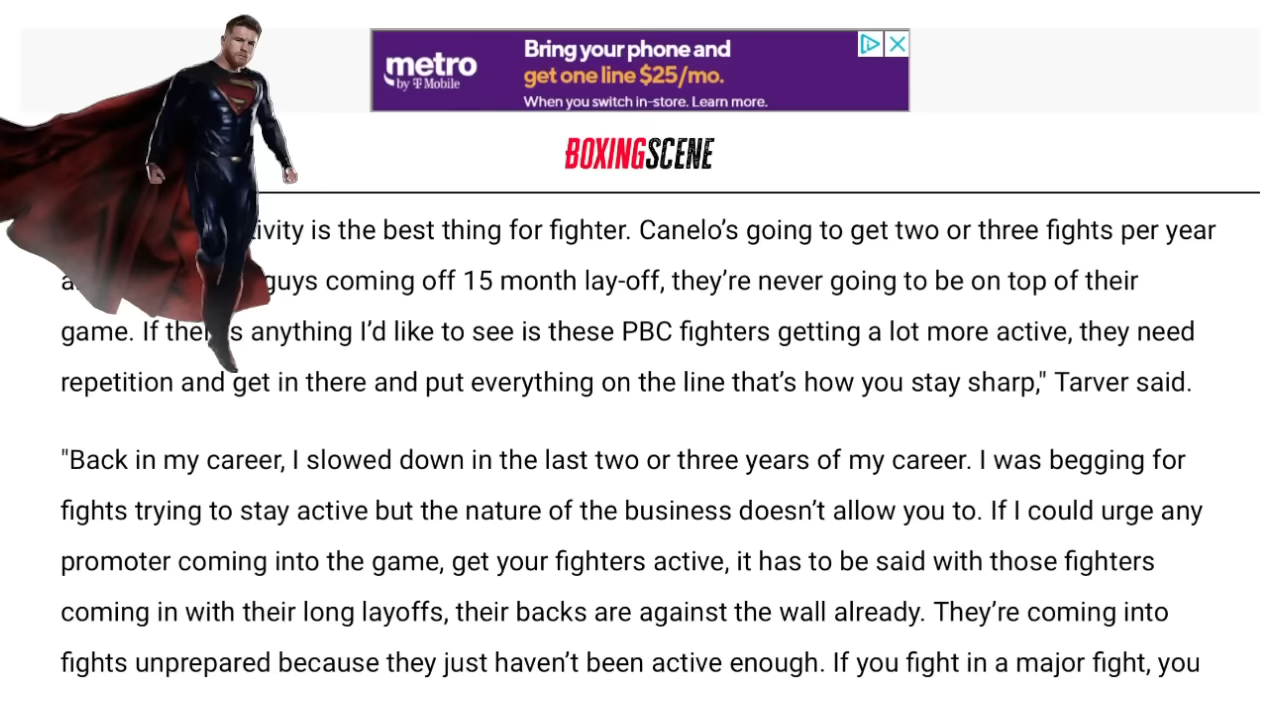 metro
by T Mobile
Bring your phone and
get one line $25/mo.
When you switch in-store. Learn more.
BOXINGSCENE
is the best thing for fighter. Canelo’s going to get two or three fights per year
guys coming off 15 month lay-off, they’re never going to be on top of their
game. If anything I’d like to see is these PBC fighters getting a lot more active, they need
repetition and get in there and put everything on the line that’s how you stay sharp," Tarver said.
"Back in my career, I slowed down in the last two or three years of my career. I was begging for
fights trying to stay active but the nature of the business doesn’t allow you to. If I could urge any
promoter coming into the game, get your fighters active, it has to be said with those fighters
coming in with their long layoffs, their backs are against the wall already. They’re coming into
fights unprepared because they just haven’t been active enough. If you fight in a major fight, you